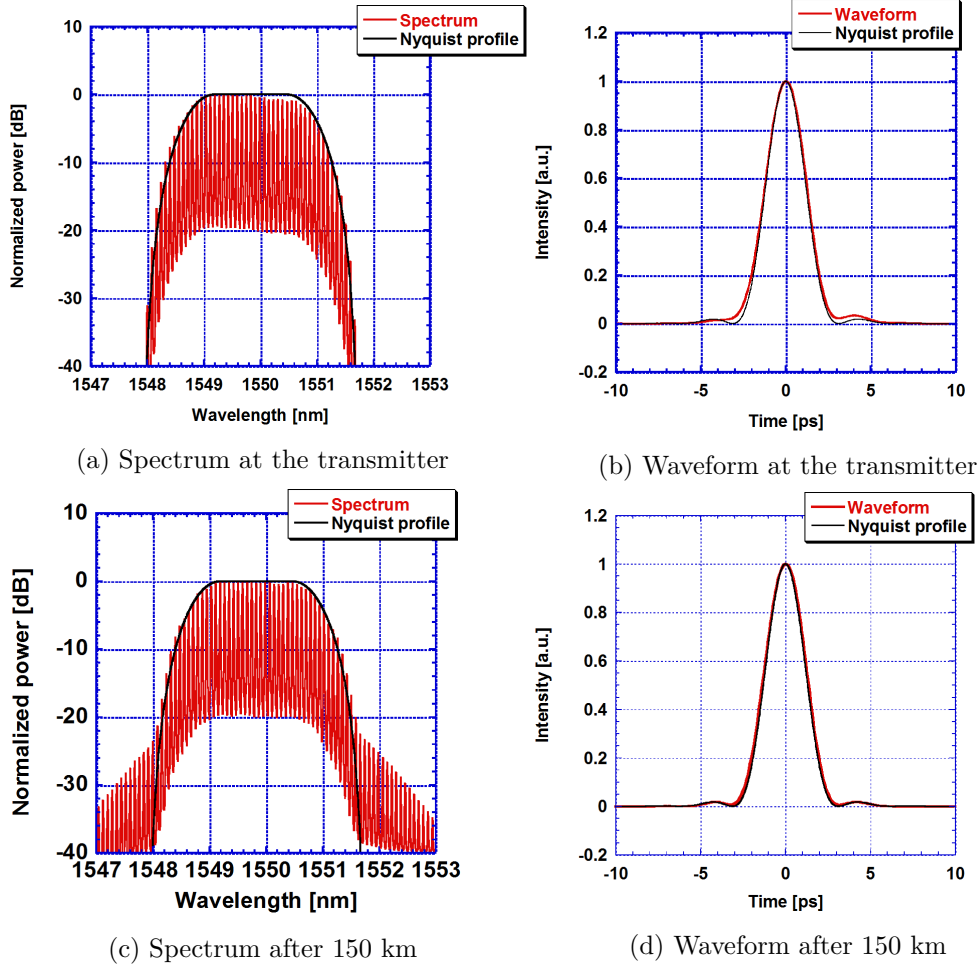 Spectrum
Nyquist profile
10
0
-10
-20
-30
-40
1547 1548 1549 1550 1551 1552 1553
Normalized power [dB]
Wavelength [nm]
(a) Spectrum at the transmitter
Waveform
Nyquist profile
1.2
1
0.8
0.6
0.4
0.2
0
-0.2
-10 -5 0 5 10
Intensity [a.u.]
Time [ps]
(b) Waveform at the transmitter
Spectrum
Nyquist profile
10
0
-10
-20
-30
-40
1547 1548 1549 1550 1551 1552 1553
Normalized power [dB]
Wavelength [nm]
(c) Spectrum after 150 km
Waveform
Nyquist profile
1.2
1
0.8
0.6
0.4
0.2
0
-0.2
-10 -5 0 5 10
Intensity [a.u.]
Time [ps]
(d) Waveform after 150 km